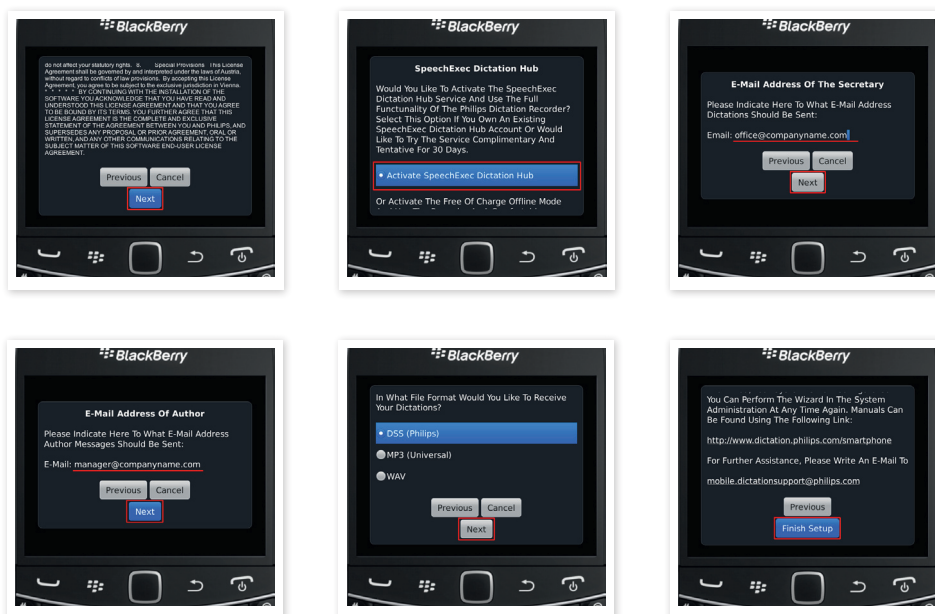 BlackBerry
do not affect your statutory rights. 8. Special Provisions This License
Agreement shall be governed by and interpreted under the laws of Austria,
without regard to conflicts of law provisions. By accepting this License
Agreement, you agree to be subject to the exclusive jurisdiction in Vienna.
* * * * * BY CONTINUING WITH THE INSTALLATION OF THE
SOFTWARE YOU ACKNOWLEDGE THAT YOU HAVE READ AND
UNDERSTOOD THIS LICENSE AGREEMENT AND THAT YOU AGREE
TO BE BOUND BY ITS TERMS. YOU FURTHER AGREE THAT THIS
LICENSE AGREEMENT IS THE COMPLETE AND EXCLUSIVE
STATEMENT OF THE AGREEMENT BETWEEN YOU AND PHILIPS, AND
SUPERSEDES ANY PROPOSAL OR PRIOR AGREEMENT, ORAL OR
WRITTEN, AND ANY OTHER COMMUNICATIONS RELATING TO THE
SUBJECT MATTER OF THIS SOFTWARE END-USER LICENSE
AGREEMENT.
Previous Cancel
Next
BlackBerry
SpeechExec Dictation Hub
Would You Like To Activate The SpeechExec
Dictation Hub Service And Use The Full
Functunality Of The Philips Dictation Recorder?
Select This Option If You Own An Existing
SpeechExec Dictation Hub Account Or Would
Like To Try The Service Complimentary And
Tentative For 30 Days.
Activate SpeechExec Dictation Hub
Or Activate The Free Of Charge Offline Mode
BlackBerry
E-Mail Address Of The Secretary
Please Indicate Here To What E-Mail Address
Dictations Should Be Sent:
Email: office@companyname.com
Previous Cancel
Next
BlackBerry
E-Mail Address Of Author
Please Indicate Here To What E-Mail Address
Author Messages Should Be Sent:
E-Mail: manager@companyname.com
Previous Cancel
Next
BlackBerry
In What File Format Would You Like To Receive
Your Dictations?
DSS (Philips)
MP3 (Universal)
WAV
Previous Cancel
Next
BlackBerry
You Can Perform The Wizard In The System
Administration At Any Time Again. Manuals Can
Be Found Using The Following Link:
http://www.dictation.philips.com/smartphone
For Further Assistance, Please Write An E-Mail To
mobile.dictationsupport@philips.com
Previous
Finish Setup